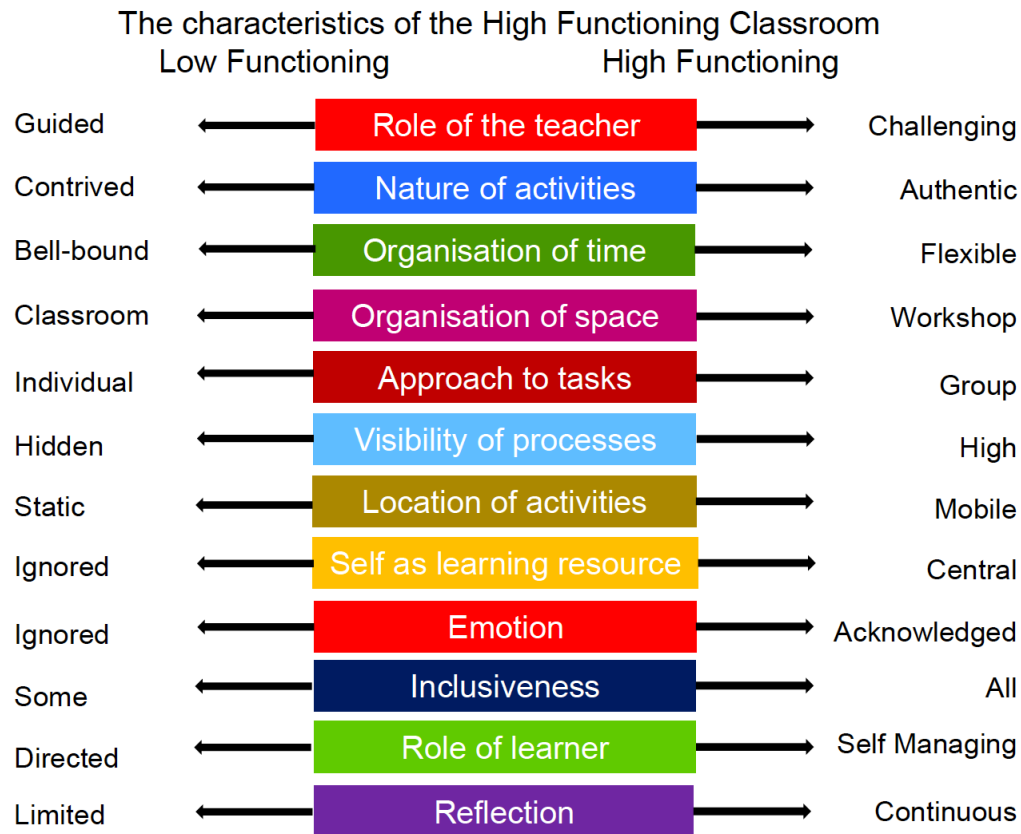 The characteristics of the High Functioning Classroom
Low Functioning High Functioning
Guided Role of the teacher Challenging
Contrived Nature of activities Authentic
Bell-bound Organisation of time Flexible
Classroom Organisation of space Workshop
Individual Approach to tasks Group
Hidden Visibility of processes High
Static Location of activities Mobile
Ignored Self as learning resource Central
Ignored Emotion Acknowledged
Some Inclusiveness All
Directed Role of learner Self Managing
Limited Reflection Continuous